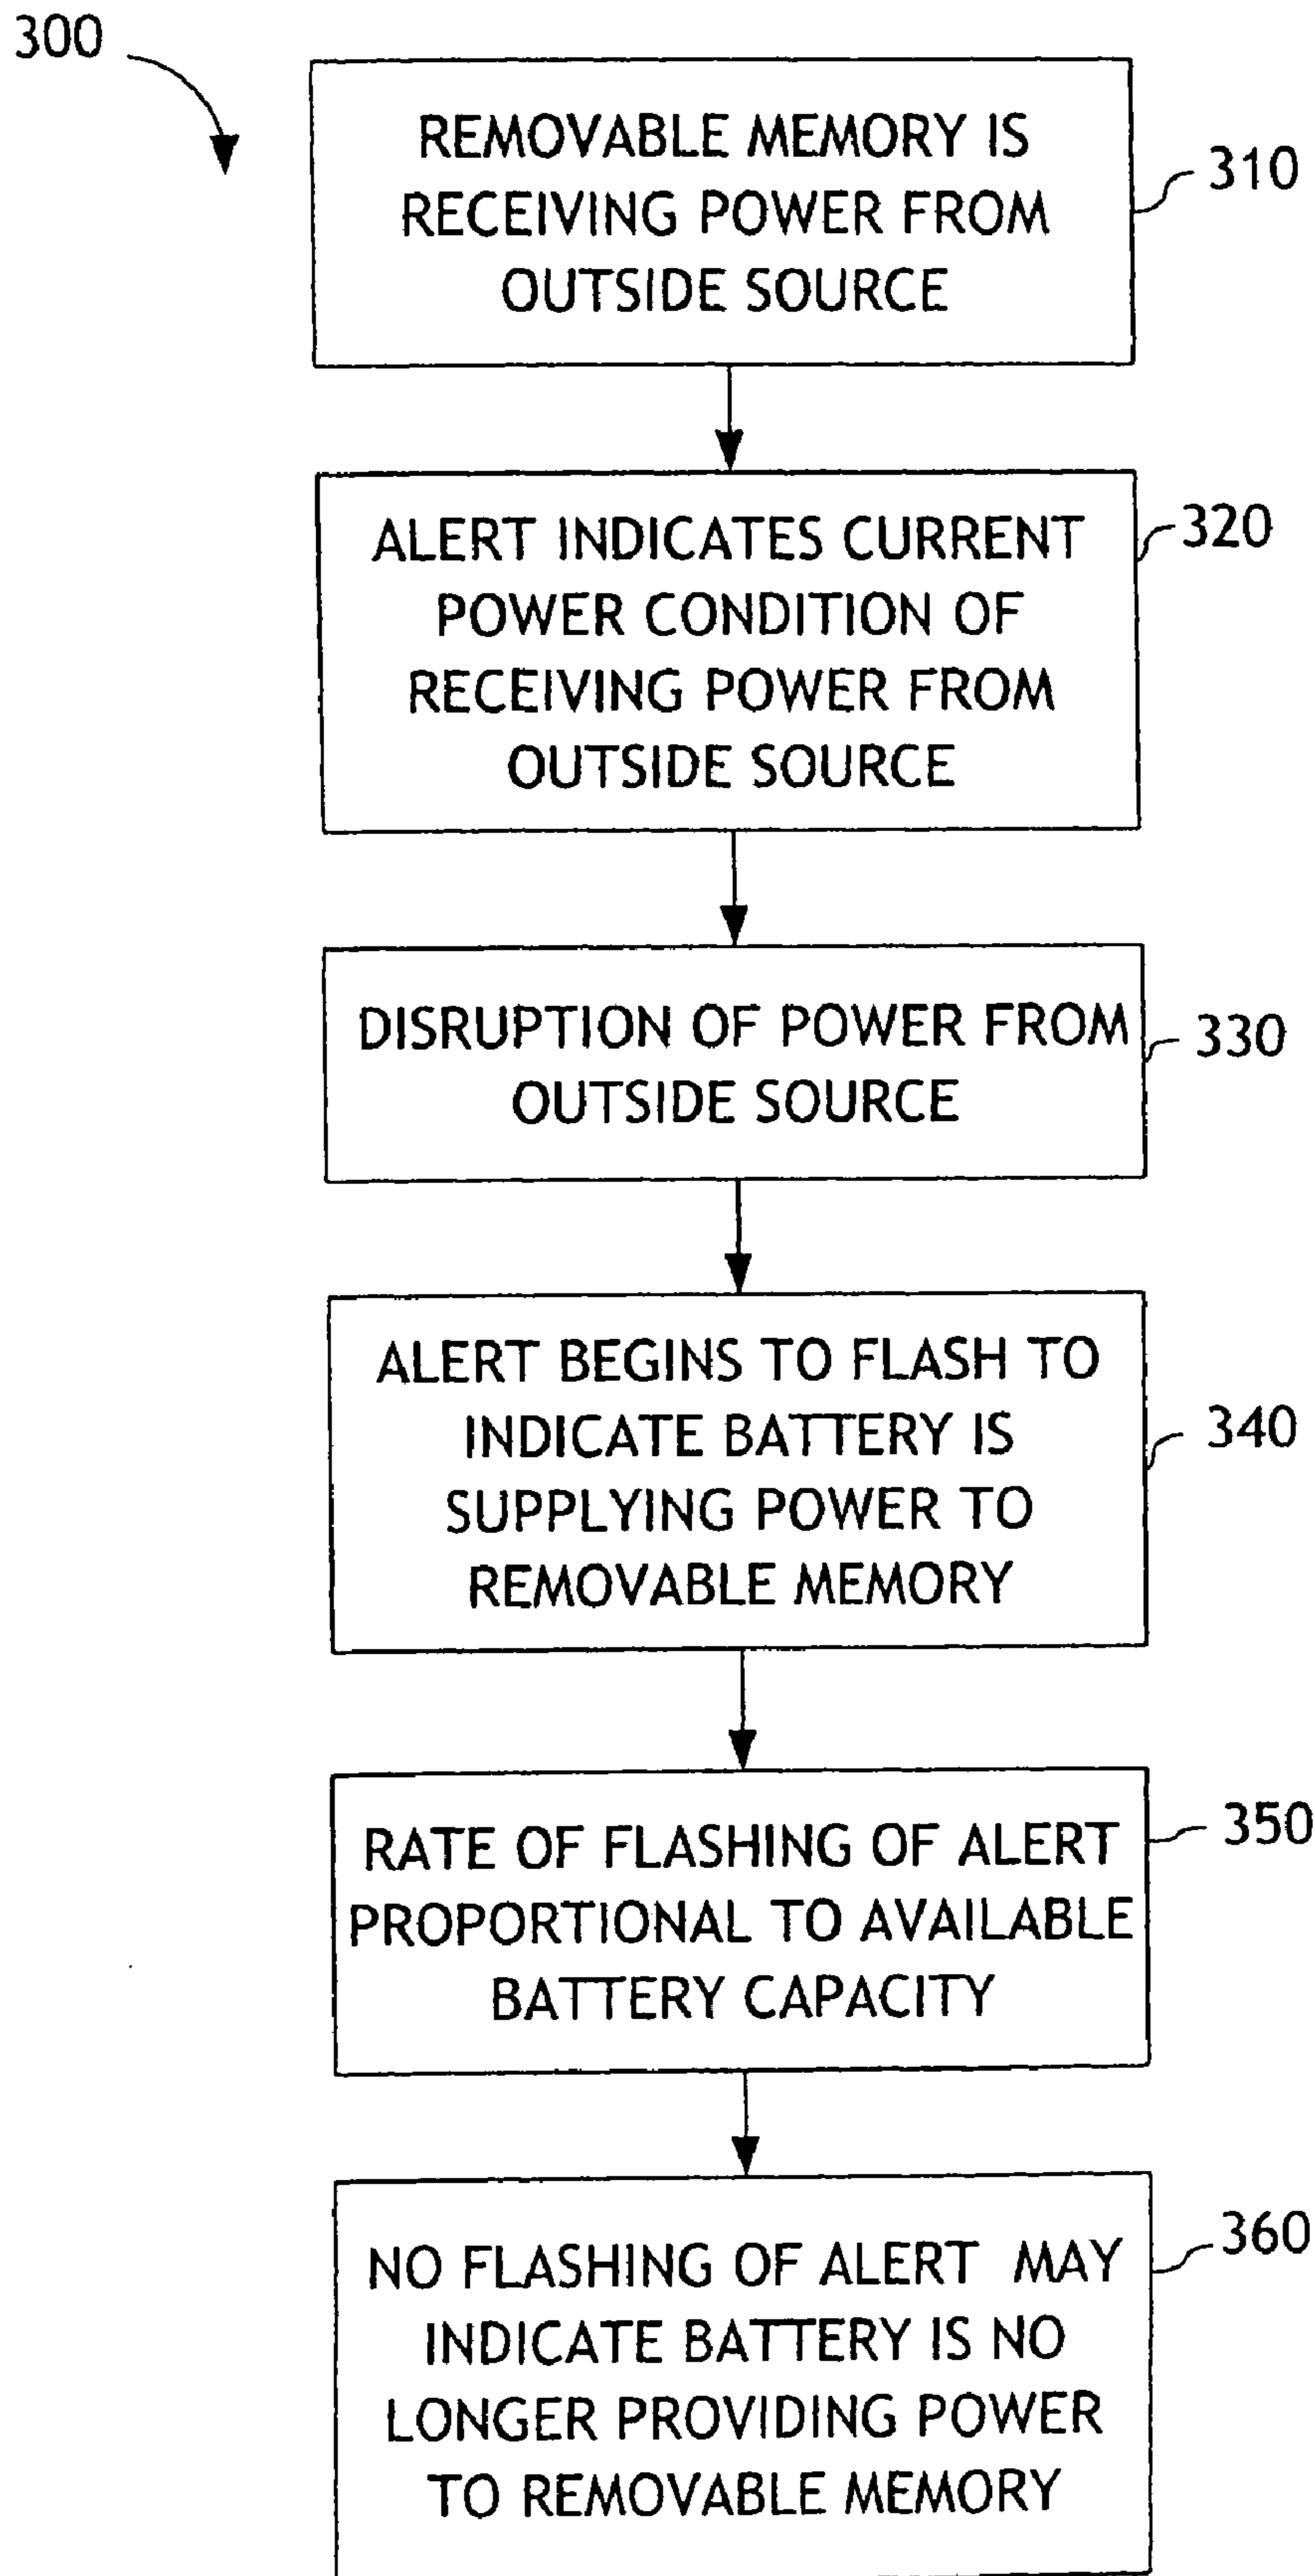 300
REMOVABLE MEMORY IS
RECEIVING POWER FROM
OUTSIDE SOURCE
310
ALERT INDICATES CURRENT
POWER CONDITION OF
RECEIVING POWER FROM
OUTSIDE SOURCE
320
DISRUPTION OF POWER FROM
OUTSIDE SOURCE
330
ALERT BEGINS TO FLASH TO
INDICATE BATTERY IS
SUPPLYING POWER TO
REMOVABLE MEMORY
340
RATE OF FLASHING OF ALERT
PROPORTIONAL TO AVAILABLE
BATTERY CAPACITY
350
NO FLASHING OF ALERT MAY
INDICATE BATTERY IS NO
LONGER PROVIDING POWER
TO REMOVABLE MEMORY
360